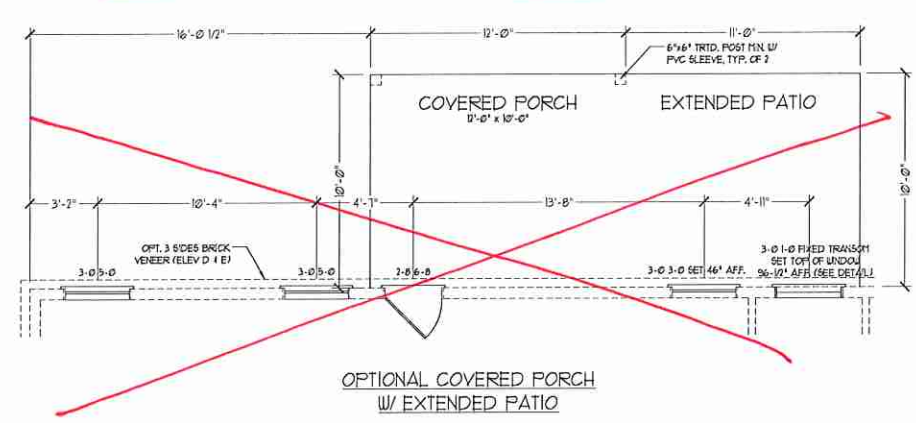 16'-0 1/2"
12'-0"
11'-0"
6"x6" TRTD. POST MIN. W/
PVC SLEEVE, TYP. OF 2
COVERED PORCH
12'-0" x 10'-0"
EXTENDED PATIO
10'-0"
10'-0"
3'-2"
10'-4"
4'-7"
13'-8"
4'-11"
OPT. 3 SIDES BRICK
VENEER (ELEV D & E)
3-0 1-0 FIXED TRANSOM
SET TOP OF WINDOW
96-1/2" AFF. (SEE DETAIL)
3-0 5-0
3-0 5-0
2-8 6-8
3-0 3-0 SET 46" AFF.
OPTIONAL COVERED PORCH
W/ EXTENDED PATIO